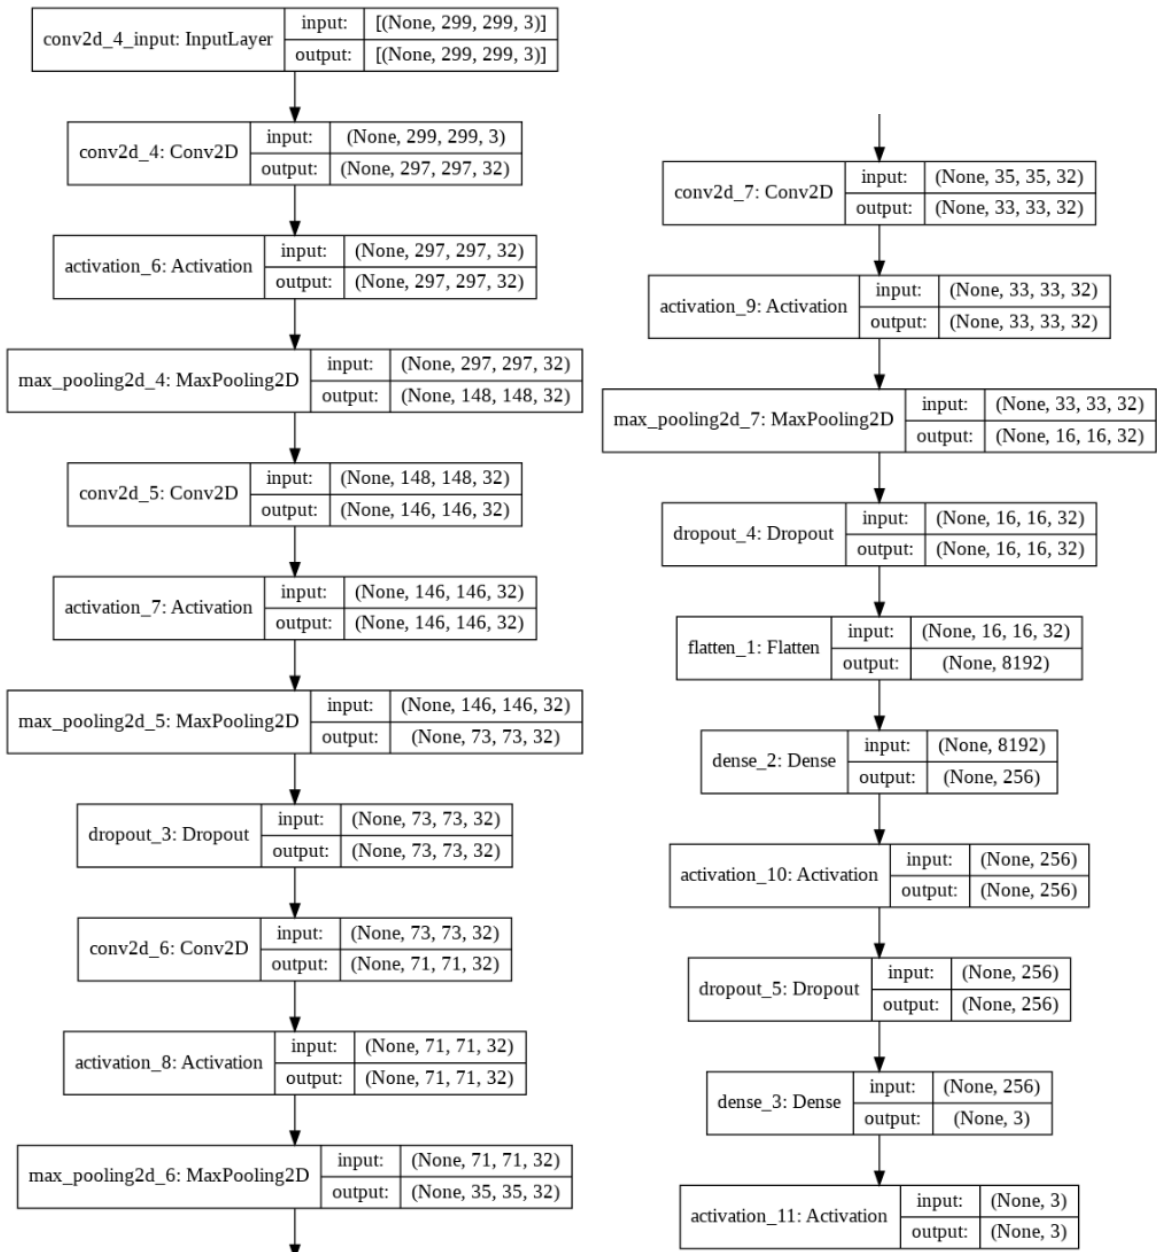 conv2d_4_input: InputLayer
input: [(None, 299, 299, 3)]
output: [(None, 299, 299, 3)]
conv2d_4: Conv2D
input: (None, 299, 299, 3)
output: (None, 297, 297, 32)
activation_6: Activation
input: (None, 297, 297, 32)
output: (None, 297, 297, 32)
max_pooling2d_4: MaxPooling2D
input: (None, 297, 297, 32)
output: (None, 148, 148, 32)
conv2d_5: Conv2D
input: (None, 148, 148, 32)
output: (None, 146, 146, 32)
activation_7: Activation
input: (None, 146, 146, 32)
output: (None, 146, 146, 32)
max_pooling2d_5: MaxPooling2D
input: (None, 146, 146, 32)
output: (None, 73, 73, 32)
dropout_3: Dropout
input: (None, 73, 73, 32)
output: (None, 73, 73, 32)
conv2d_6: Conv2D
input: (None, 73, 73, 32)
output: (None, 71, 71, 32)
activation_8: Activation
input: (None, 71, 71, 32)
output: (None, 71, 71, 32)
max_pooling2d_6: MaxPooling2D
input: (None, 71, 71, 32)
output: (None, 35, 35, 32)
conv2d_7: Conv2D
input: (None, 35, 35, 32)
output: (None, 33, 33, 32)
activation_9: Activation
input: (None, 33, 33, 32)
output: (None, 33, 33, 32)
max_pooling2d_7: MaxPooling2D
input: (None, 33, 33, 32)
output: (None, 16, 16, 32)
dropout_4: Dropout
input: (None, 16, 16, 32)
output: (None, 16, 16, 32)
flatten_1: Flatten
input: (None, 16, 16, 32)
output: (None, 8192)
dense_2: Dense
input: (None, 8192)
output: (None, 256)
activation_10: Activation
input: (None, 256)
output: (None, 256)
dropout_5: Dropout
input: (None, 256)
output: (None, 256)
dense_3: Dense
input: (None, 256)
output: (None, 3)
activation_11: Activation
input: (None, 3)
output: (None, 3)